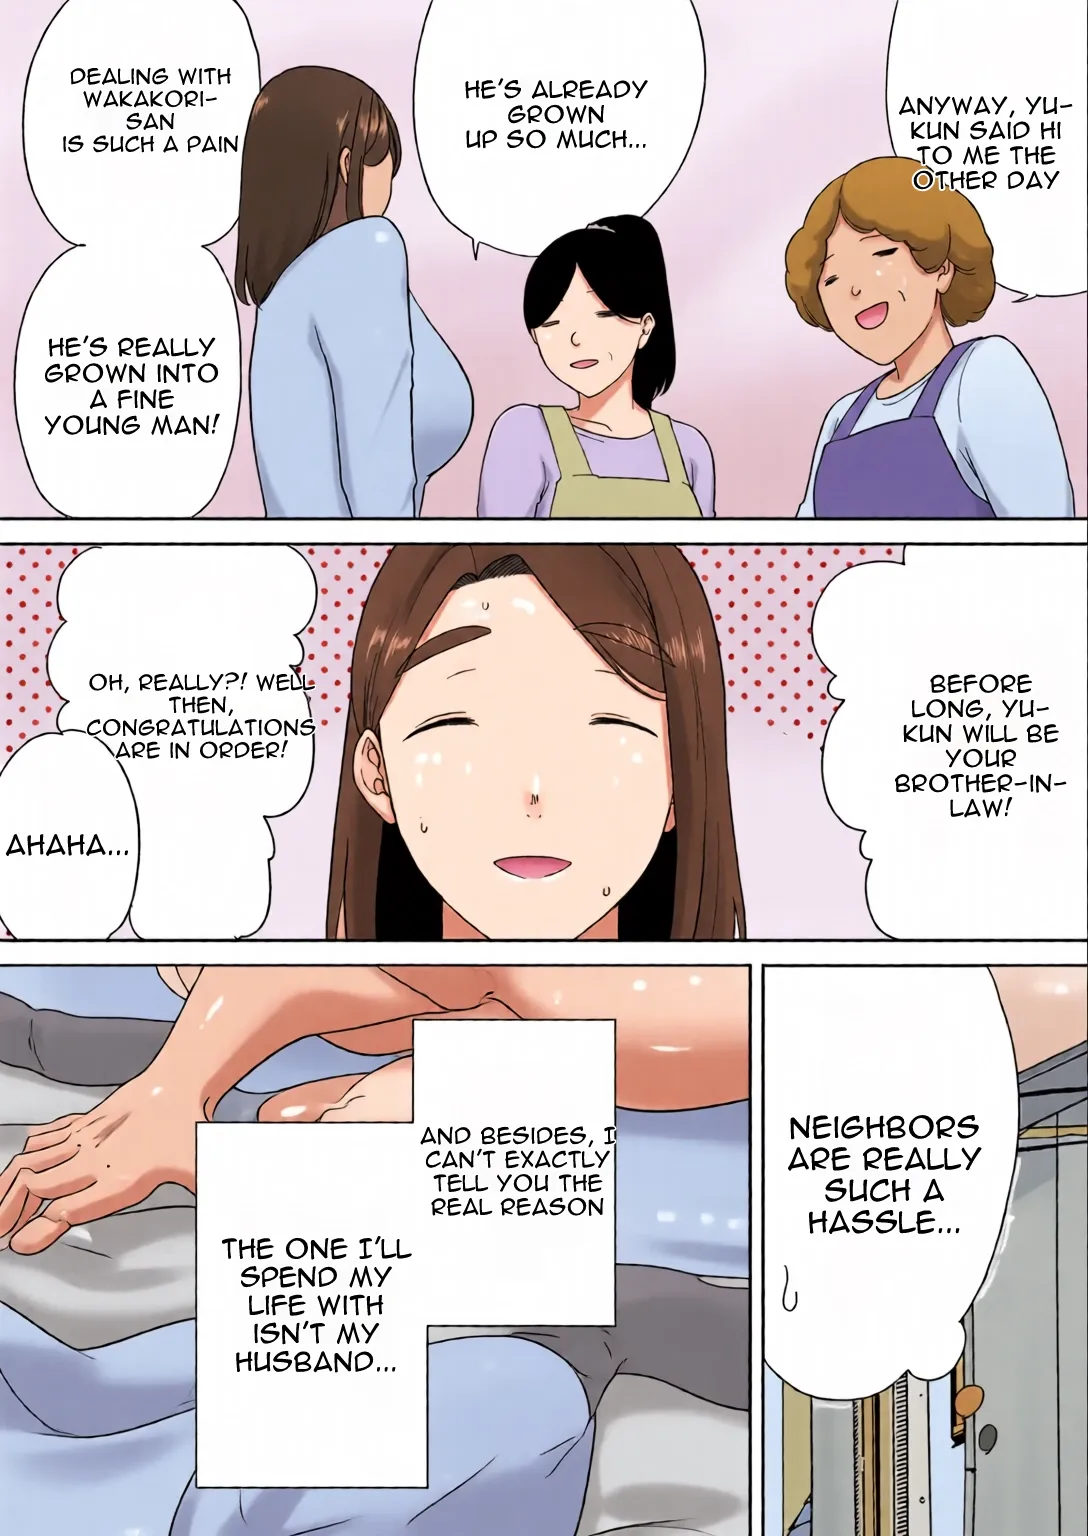 ANYWAY, YU-
KUN SAID HI
TO ME THE
OTHER DAY
HE'S ALREADY
GROWN
UP SO MUCH...
DEALING WITH
WAKAKORI-
SAN
IS SUCH A PAIN
HE'S REALLY
GROWN INTO
A FINE
YOUNG MAN!
BEFORE
LONG, YU-
KUN WILL BE
YOUR
BROTHER-IN-
LAW!
OH, REALLY?! WELL
THEN,
CONGRATULATIONS
ARE IN ORDER!
AHAHA...
NEIGHBORS
ARE REALLY
SUCH A
HASSLE...
AND BESIDES, I
CAN'T EXACTLY
TELL YOU THE
REAL REASON
THE ONE I'LL
SPEND MY
LIFE WITH
ISN'T MY
HUSBAND...